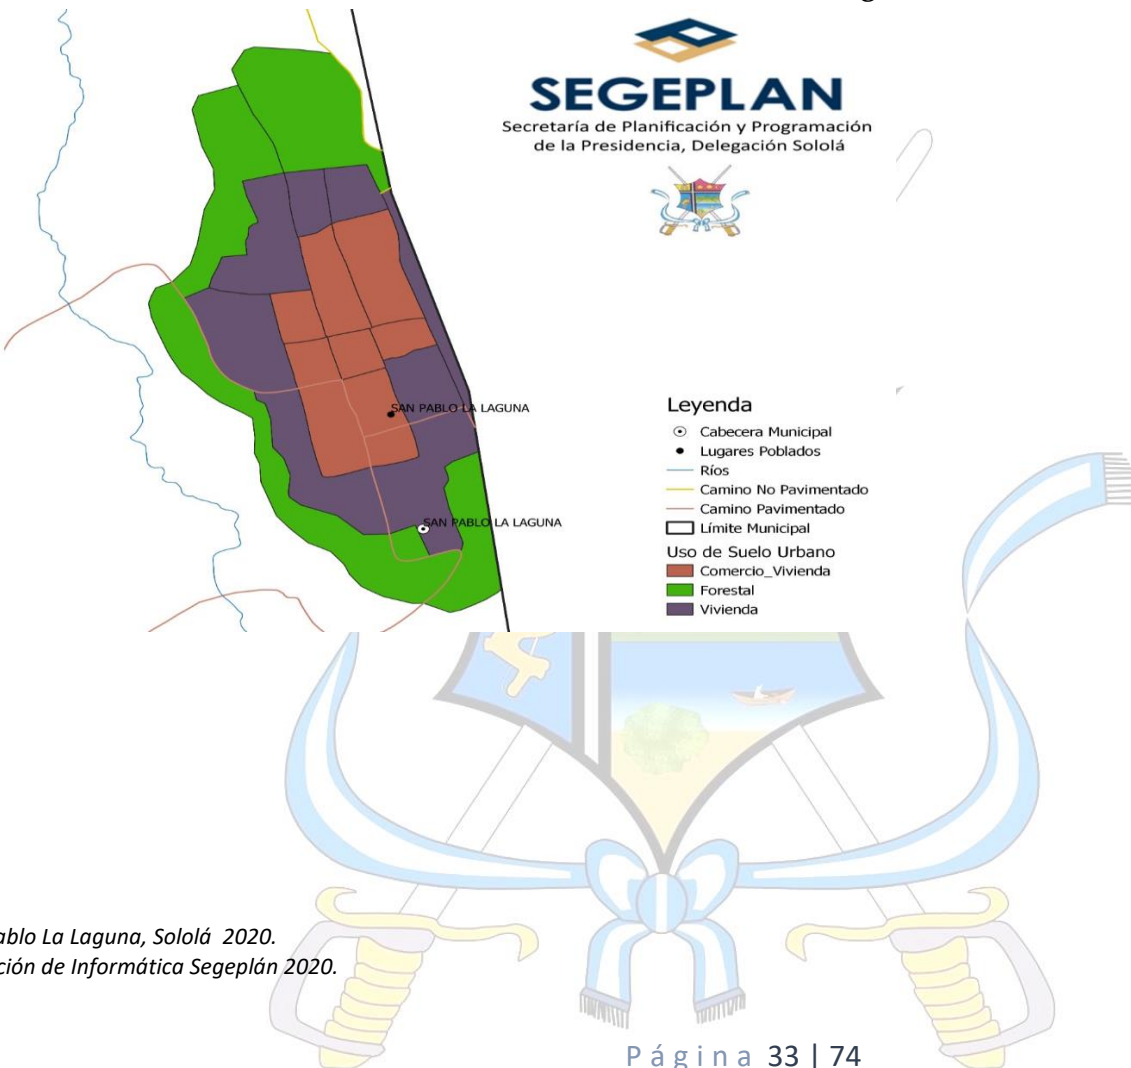 SEGEPLAN
Secretaría de Planificación y Programación
de la Presidencia, Delegación Sololá
SAN PABLO LA LAGUNA
SAN PABLO LA LAGUNA
Leyenda
Cabecera Municipal
Lugares Poblados
Ríos
Camino No Pavimentado
Camino Pavimentado
Límite Municipal
Uso de Suelo Urbano
Comercio_Vivienda
Forestal
Vivienda
ablo La Laguna, Sololá 2020.
ción de Informática Segeplán 2020.
Página 33 | 74